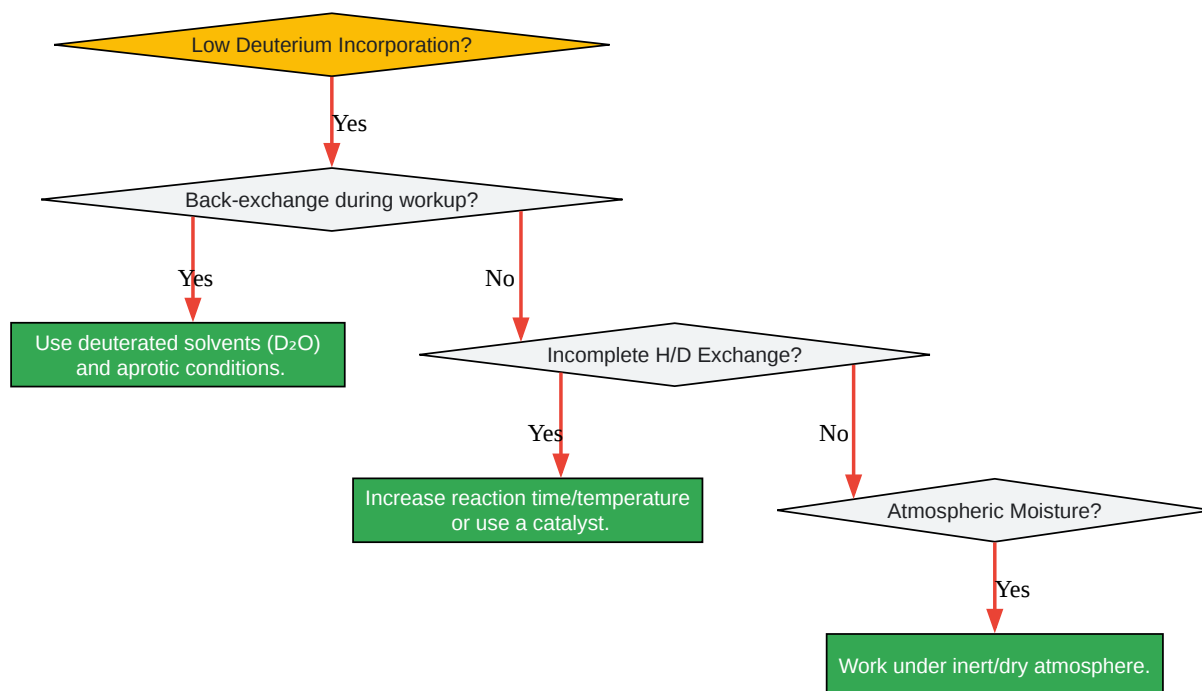 Low Deuterium Incorporation?
Yes
Back-exchange during workup?
Yes
No
Use deuterated solvents (D₂O)
and aprotic conditions.
Incomplete H/D Exchange?
Yes
No
Increase reaction time/temperature
or use a catalyst.
Atmospheric Moisture?
Yes
Work under inert/dry atmosphere.